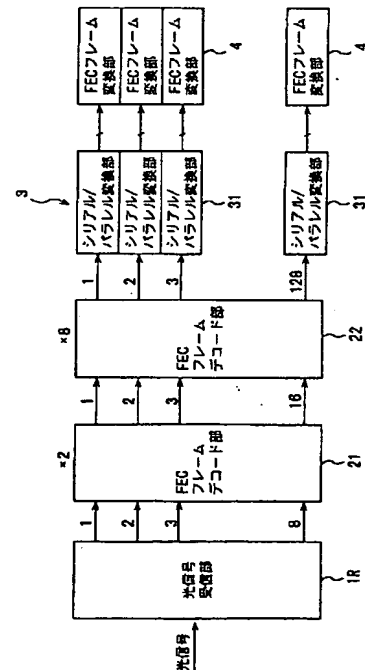 光信号
光信号
受信部
1R
1
2
3
8
×2
FEC
フレーム
デコード部
21
1
2
3
16
×8
FEC
フレーム
デコード部
22
1
2
3
128
3
シリアル/
パラレル変換部
シリアル/
パラレル変換部
シリアル/
パラレル変換部
31
シリアル/
パラレル変換部
31
FECフレーム
変換部
FECフレーム
変換部
FECフレーム
変換部
4
FECフレーム
変換部
4